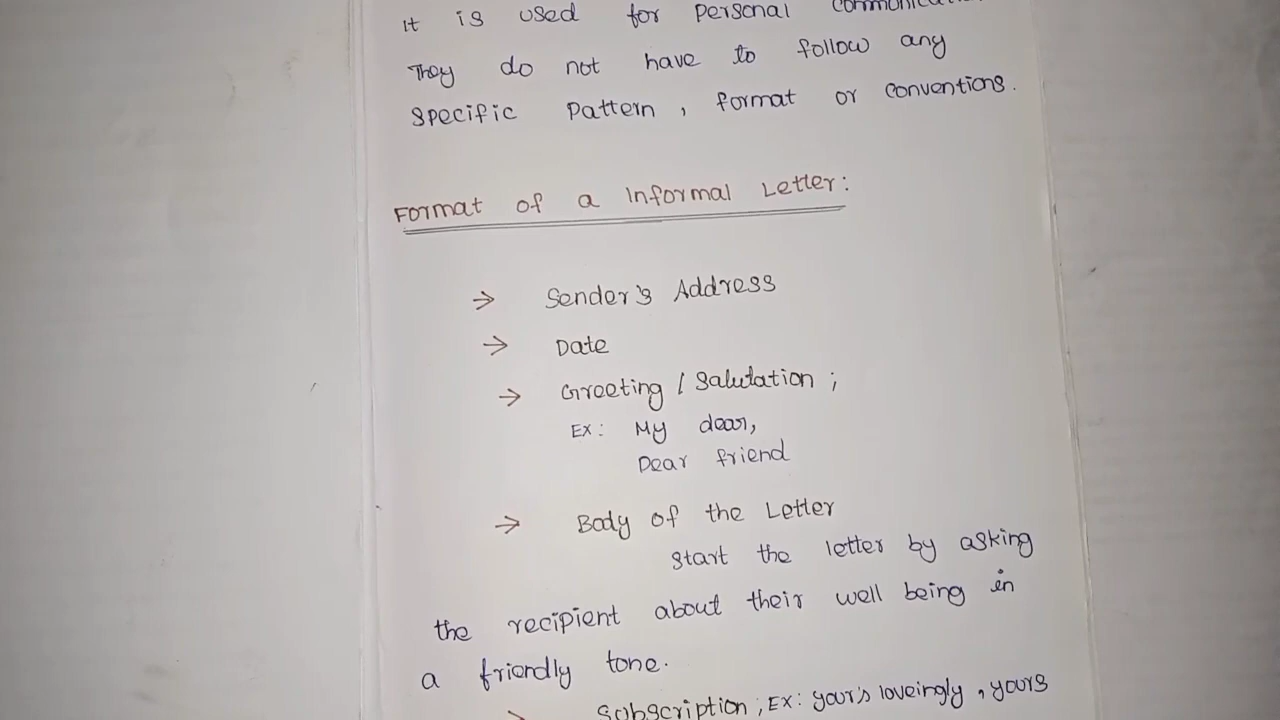 It is used for Personal
They do not have to follow any
specific Pattern, format or conventions.
Format of a Informal Letter:
→ Sender's Address
→ Date
→ Greeting / Salutation ;
Ex: My dear,
Dear friend
→ Body of the Letter
start the letter by asking
the recipient about their well being in
a friendly tone.
→ Subscription ; Ex: your's loveingly, yours